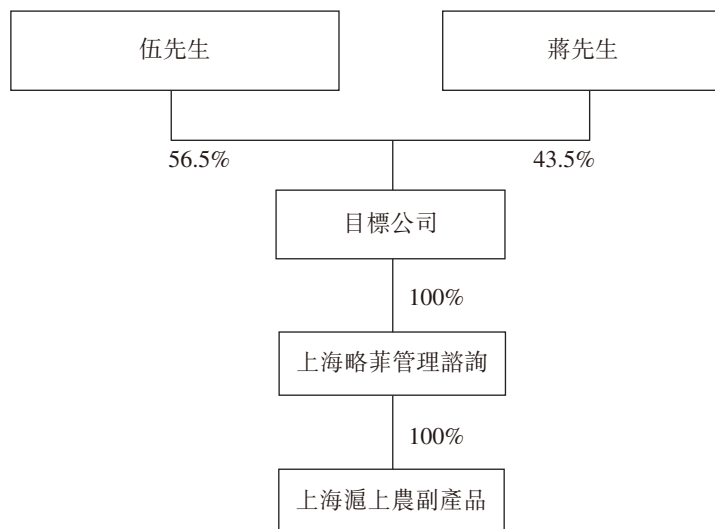 伍先生
蔣先生
56.5%
43.5%
目標公司
100%
上海略菲管理諮詢
100%
上海滬上農副產品